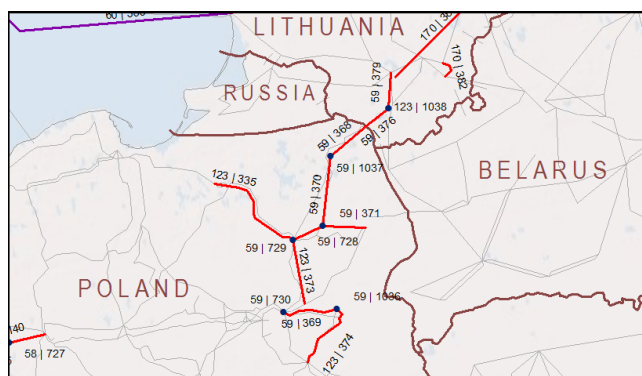 60 | 360
LITHUANIA
170 | 38
170 | 382
59 | 379
RUSSIA
123 | 1038
59 | 368
59 | 376
59 | 1037
BELARUS
123 | 335
59 | 370
59 | 371
59 | 729
59 | 728
123 | 373
POLAND
59 | 730
59 | 1036
59 | 369
140
58 | 727
123 | 374